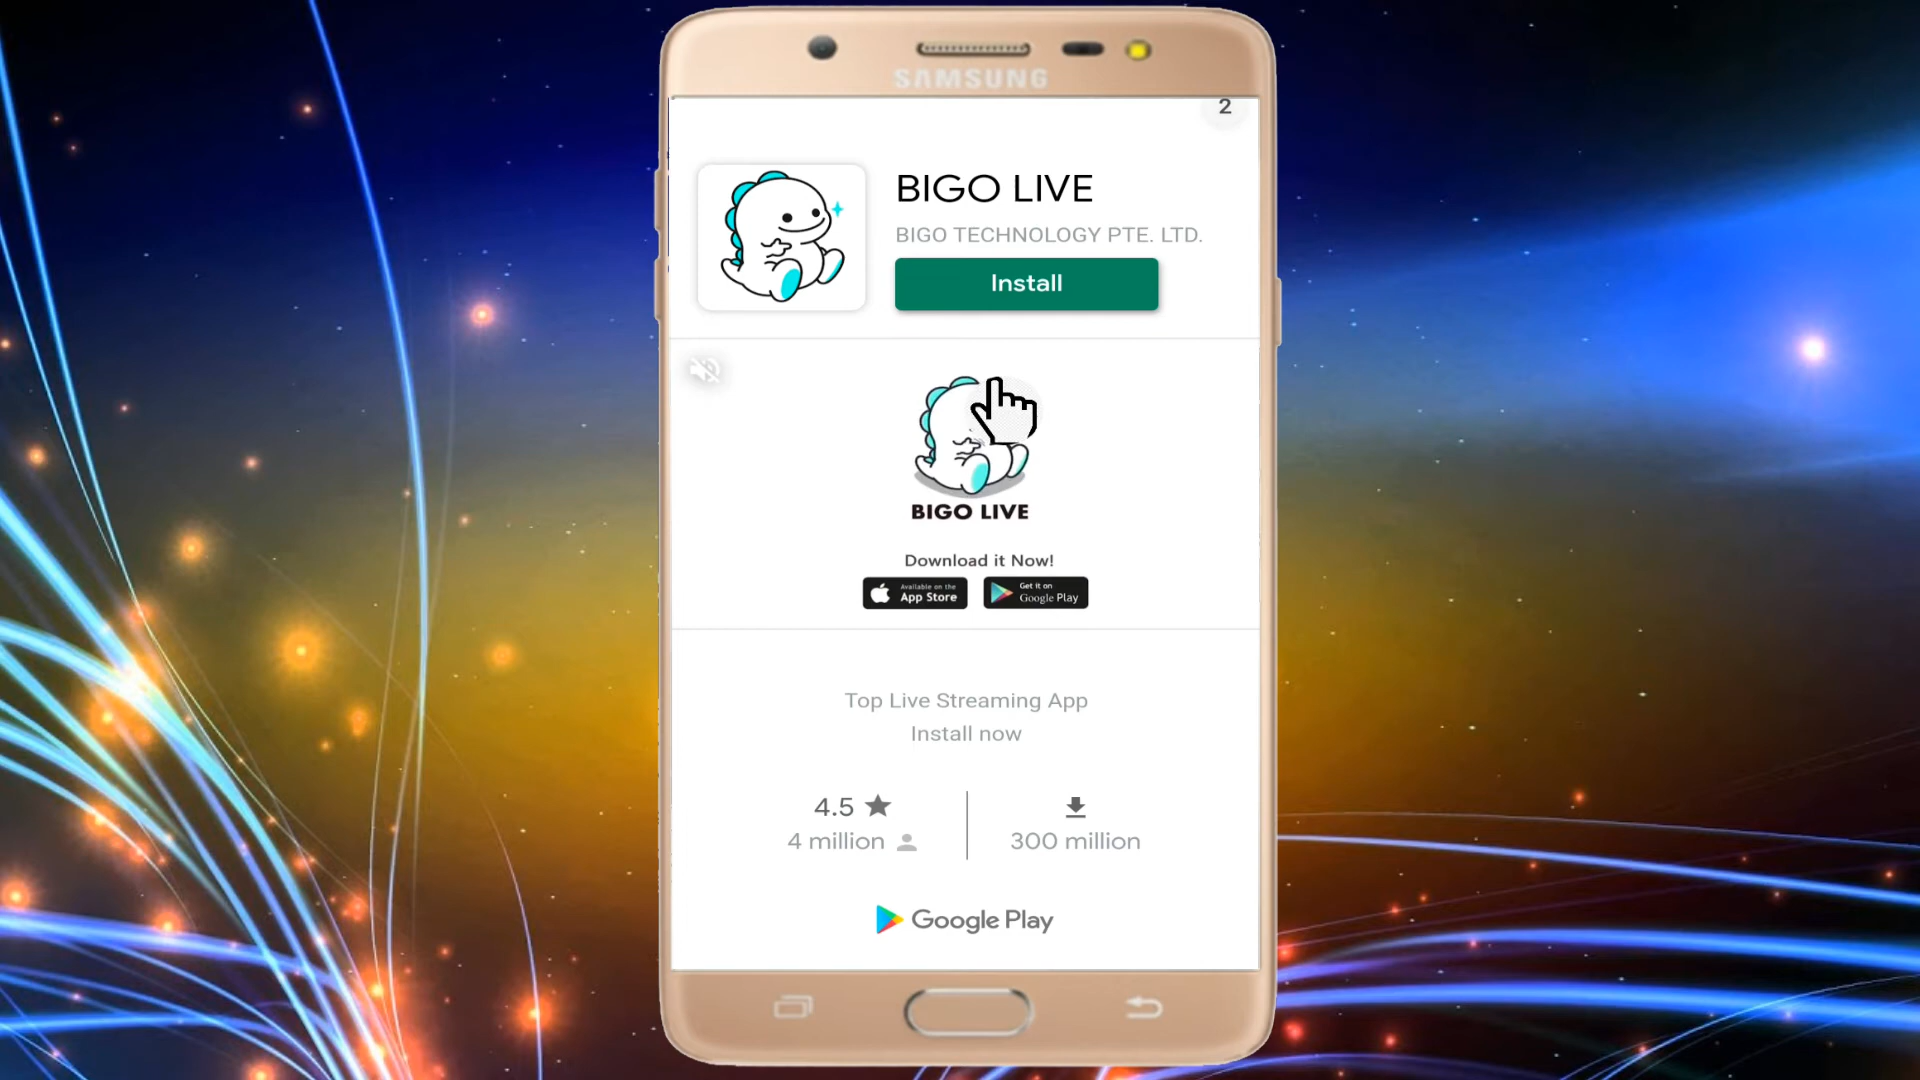 SAMSUNG
2
BIGO LIVE
BIGO TECHNOLOGY PTE. LTD.
Install
BIGO LIVE
Download it Now!
Available on the
App Store
Get it on
Google Play
Top Live Streaming App
Install now
4.5
4 million
300 million
Google Play